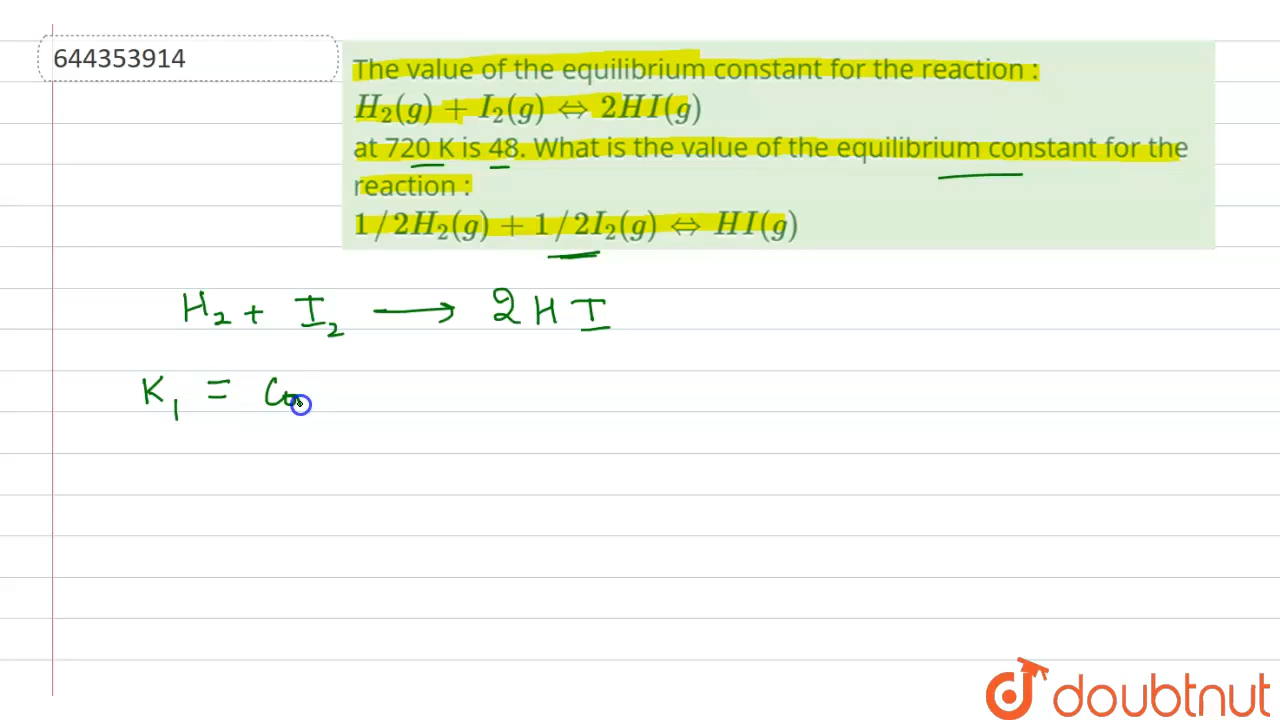 644353914
The value of the equilibrium constant for the reaction :
H₂(g) + I₂(g) ⇔ 2HI(g)
at 720 K is 48. What is the value of the equilibrium constant for the
reaction :
1/2H₂(g) + 1/2I₂(g) ⇔ HI(g)
H₂ + I₂ ⟶ 2HI
K₁ =
doubtnut